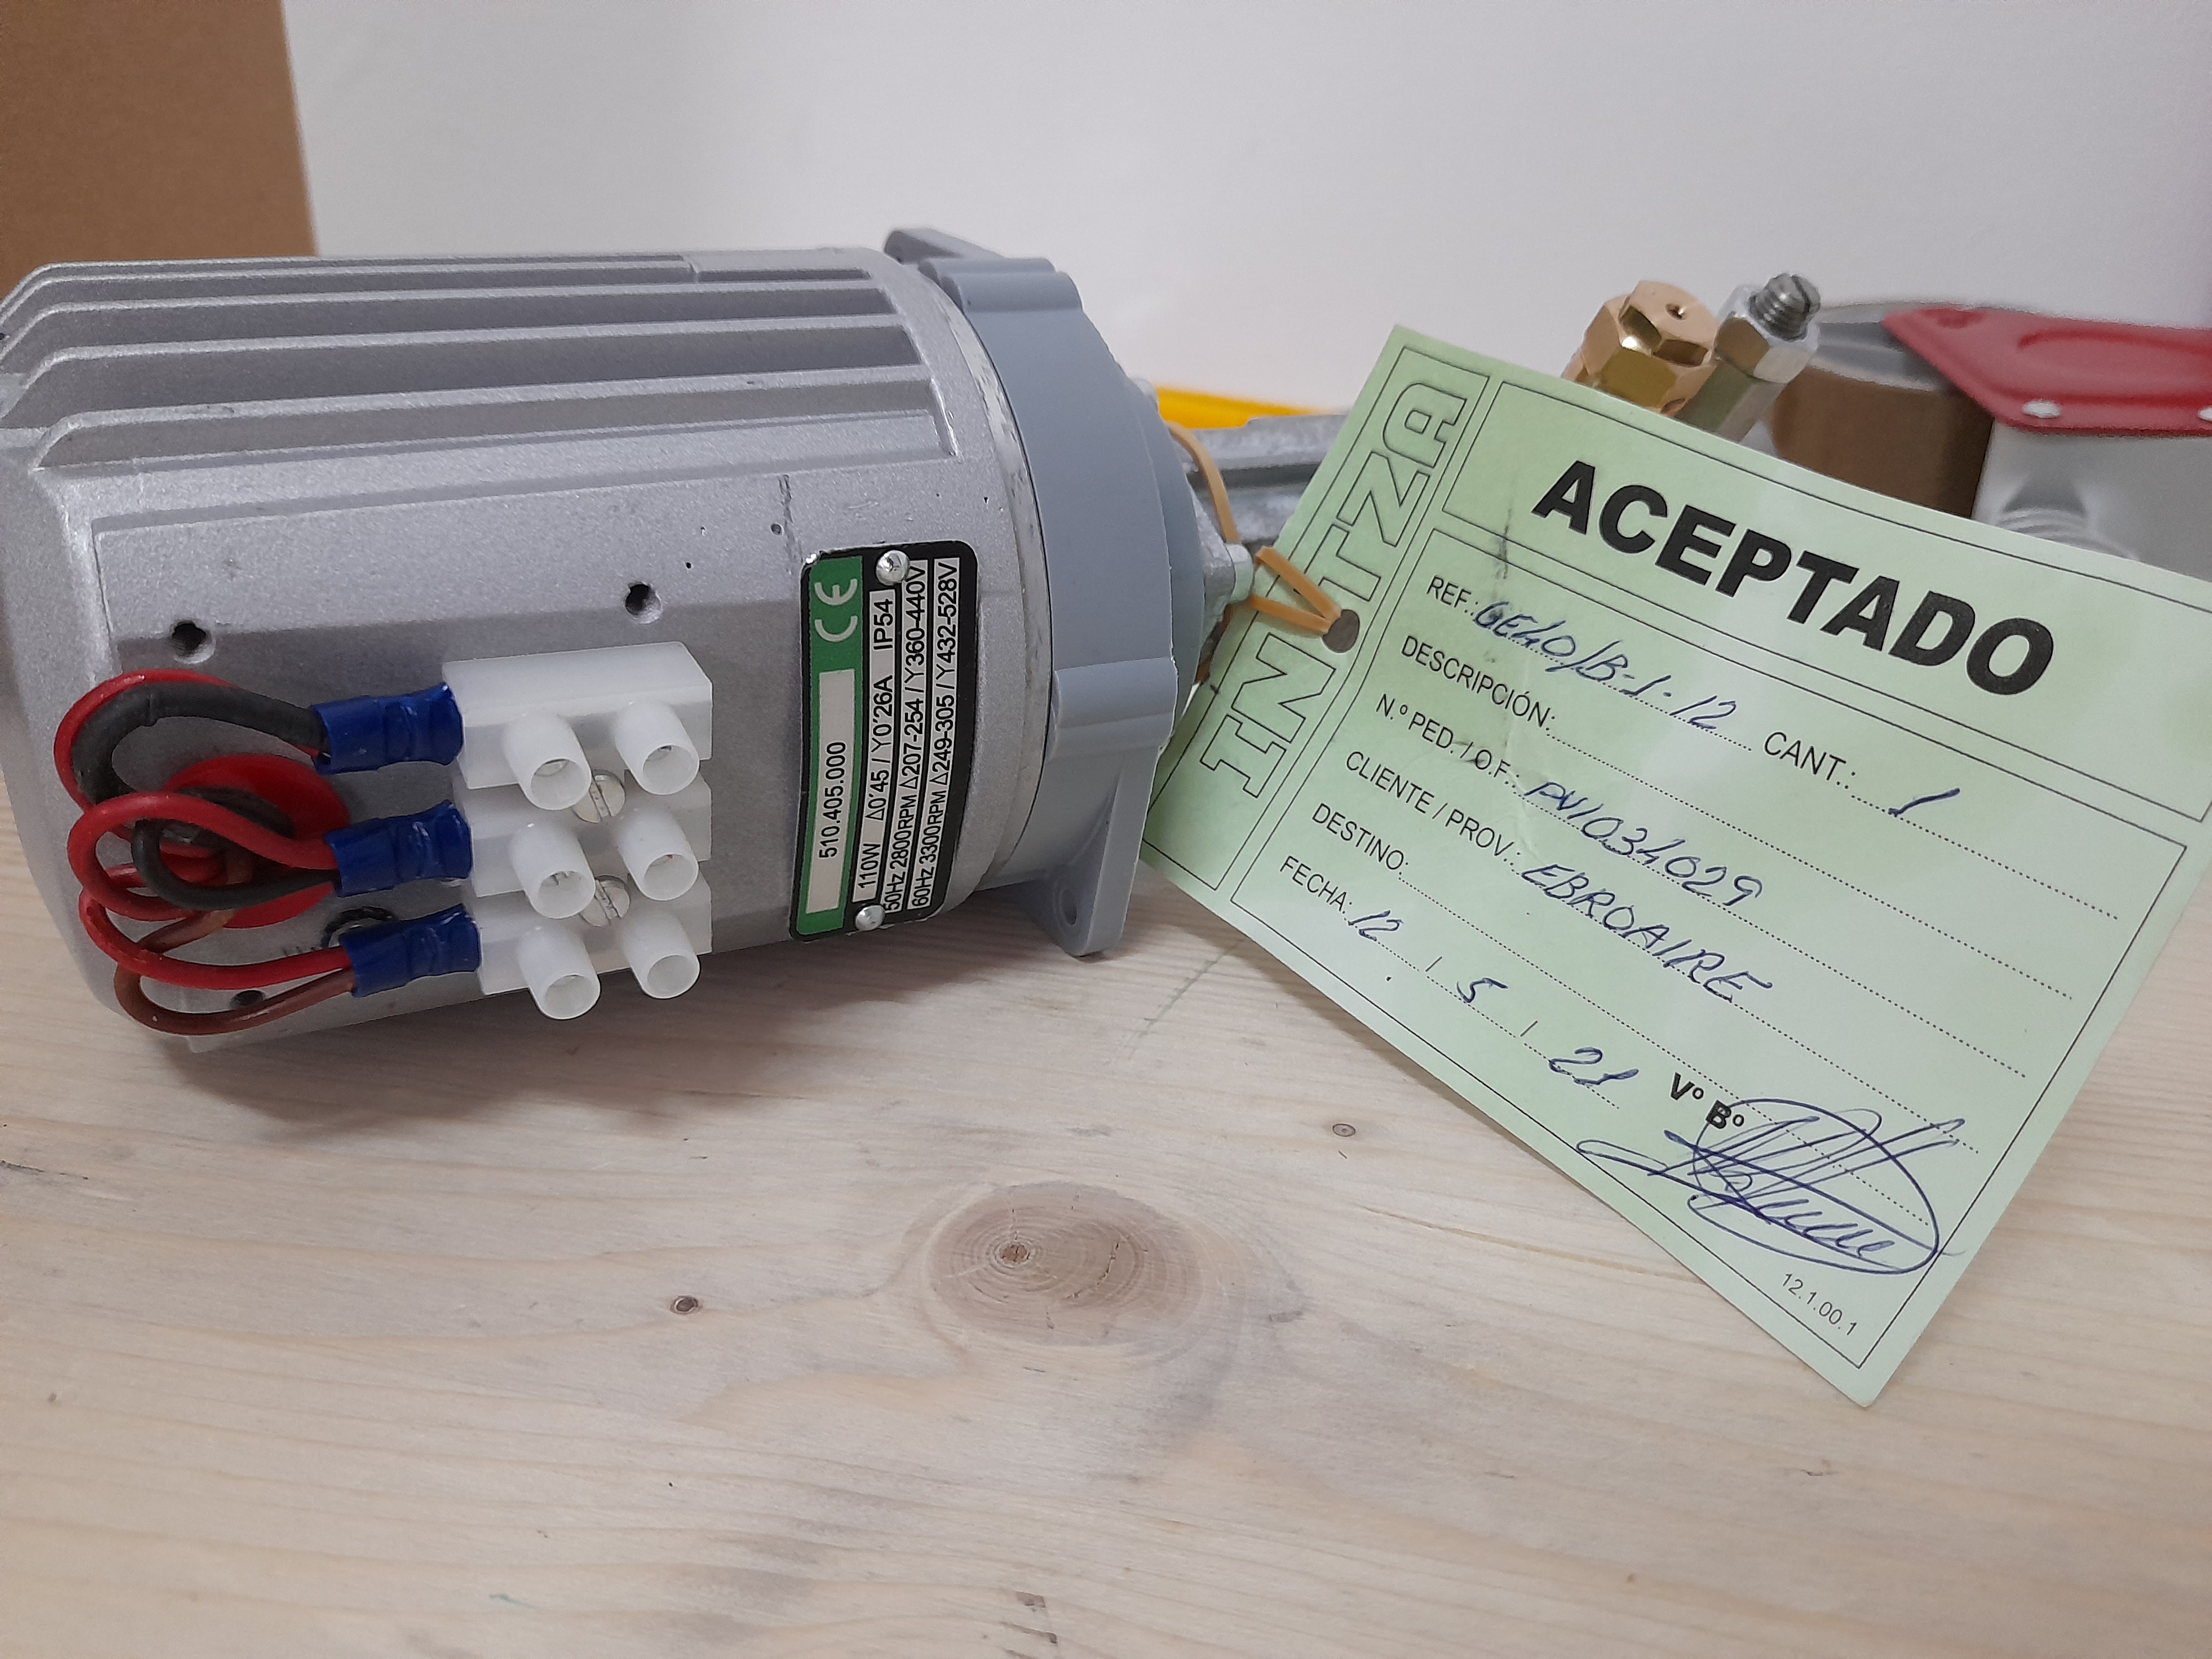 CE
510.405.000
110W Δ0'45 / Y0'26A IP54
50Hz 2800RPM Δ207-254 / Y360-440V
60Hz 3300RPM Δ249-305 / Y432-528V
ACEPTADO
REF.: GE40/B-1-12 CANT.: 1
DESCRIPCIÓN:
N.º PED. / O.F.: PV1034029
CLIENTE / PROV.: EBROAIRE
DESTINO:
FECHA: 12 / 5 / 21 Vº Bº
12.1.00.1